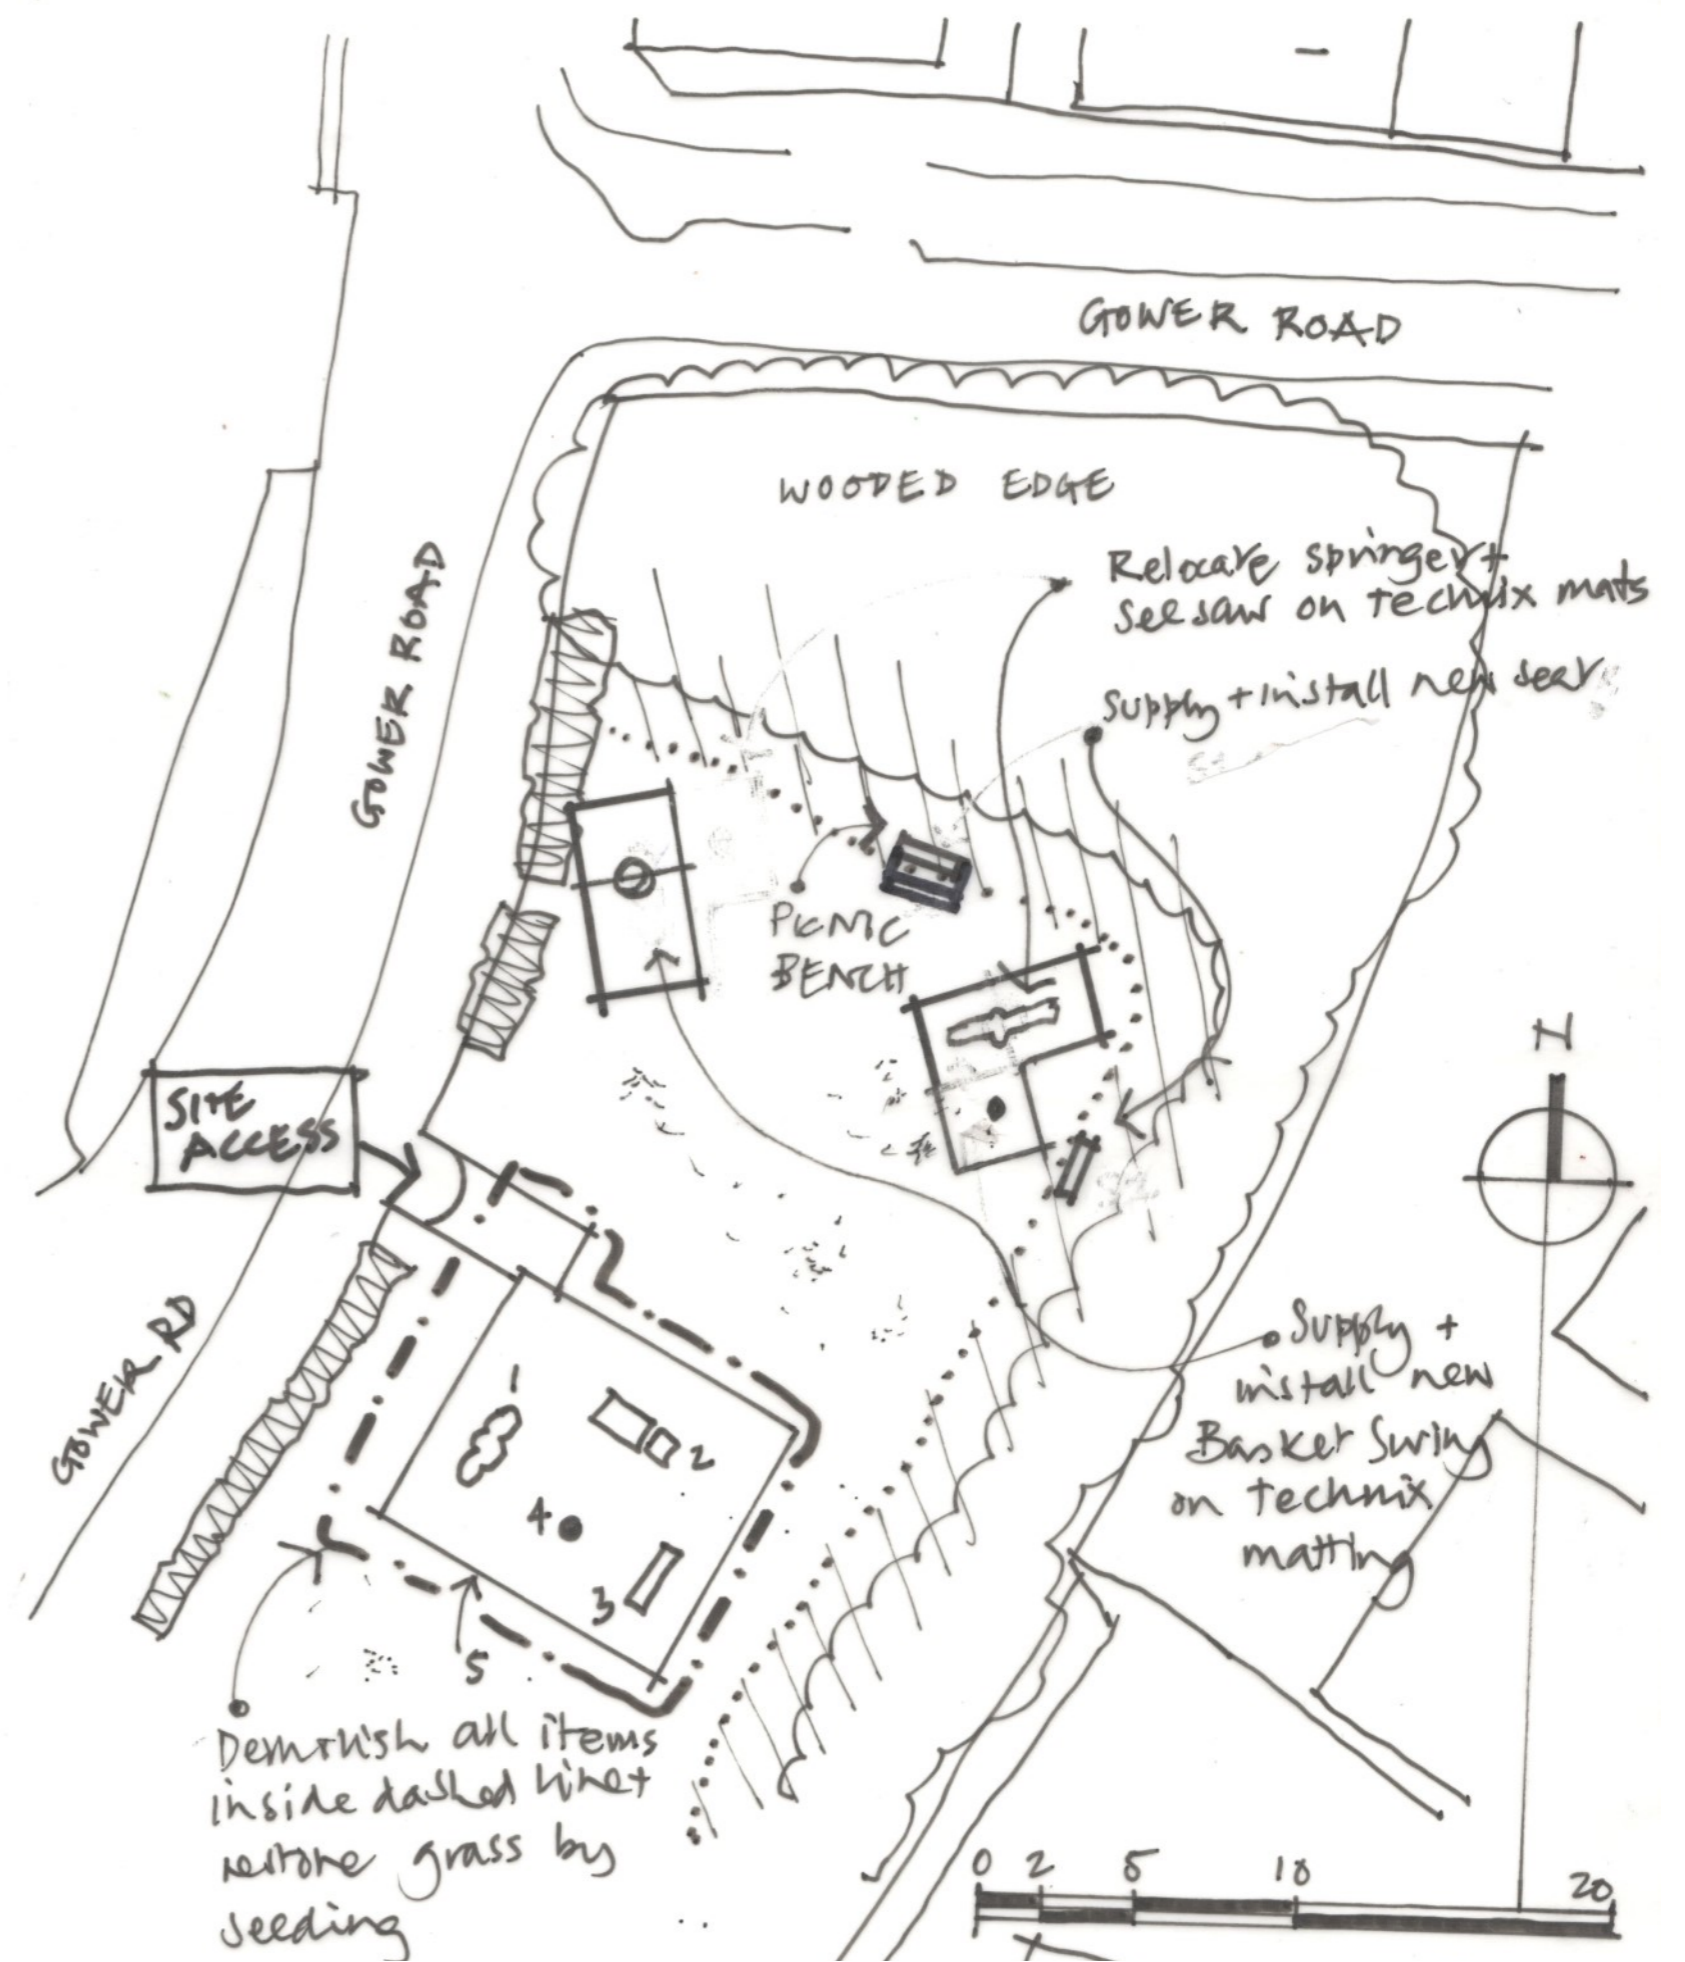 GOWER ROAD
WOODED EDGE
Relocate springer +
seesaw on technix mats
Supply + install new seat
GOWER ROAD
PICNIC
BENCH
N
SITE
ACCESS
GOWER RD
1
2
3
4
5
Supply +
install new
Basket Swing
on technix
matting
Demolish all items
inside dashed line +
restore grass by
seeding
0 2 5 10 20